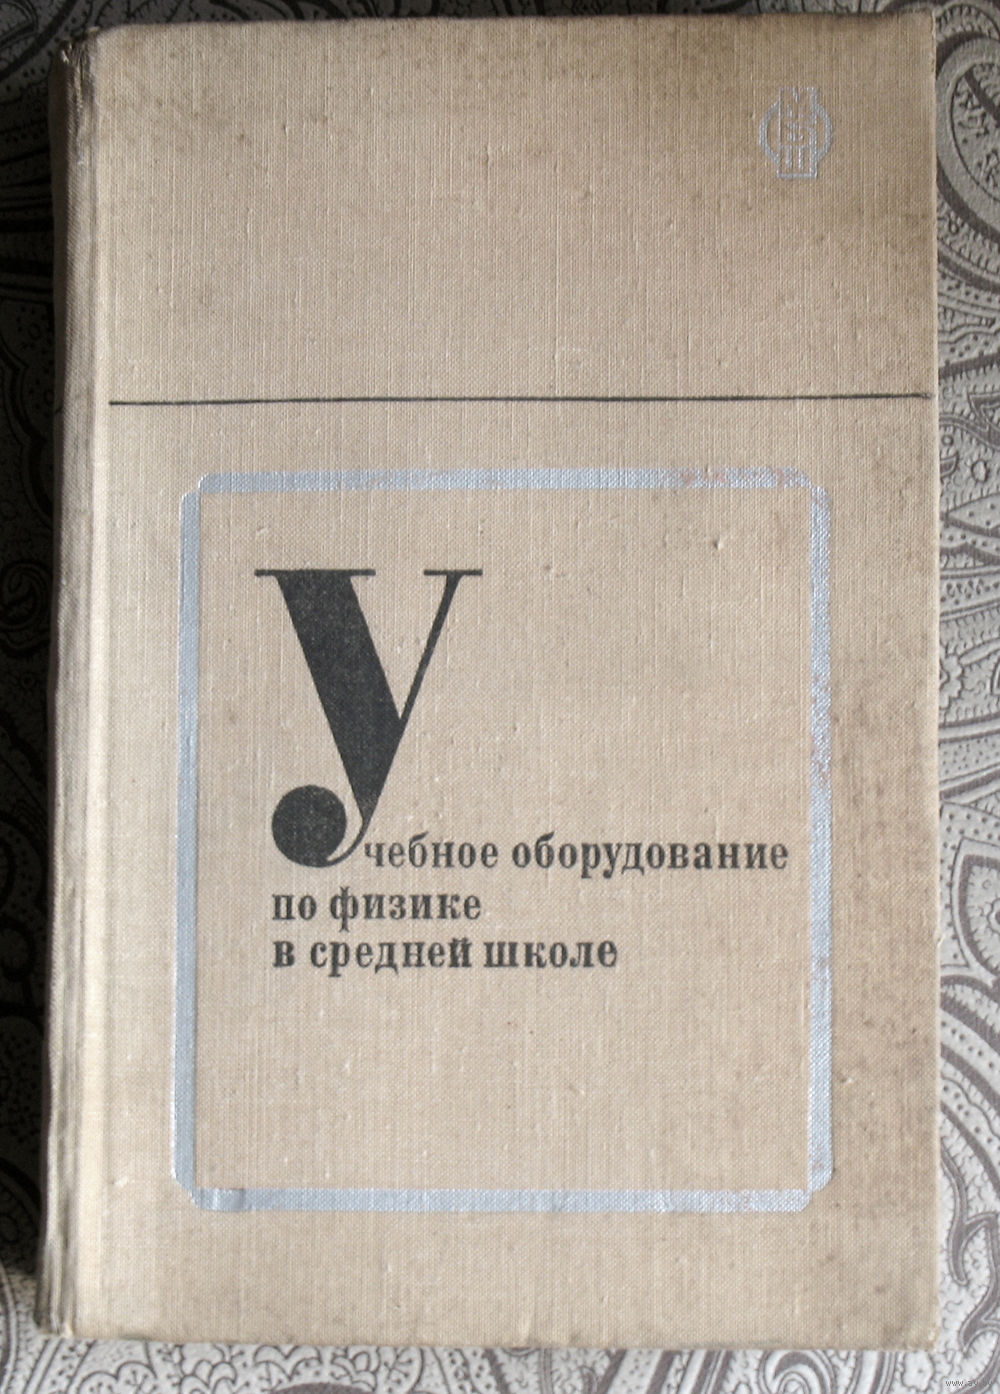 Учебное оборудование
по физике
в средней школе